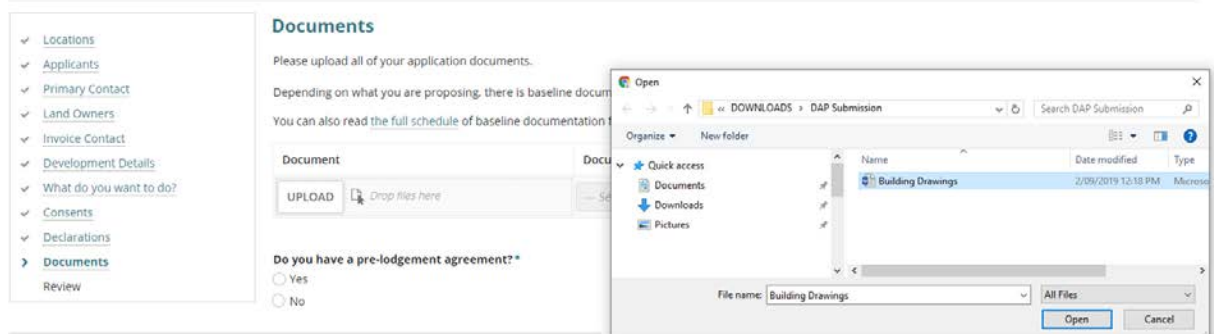 Locations
Applicants
Primary Contact
Land Owners
Invoice Contact
Development Details
What do you want to do?
Consents
Declarations
Documents
Review
Documents
Please upload all of your application documents.
Depending on what you are proposing, there is baseline docum
You can also read the full schedule of baseline documentation
Document Docu
UPLOAD Drop files here
Do you have a pre-lodgement agreement?*
Yes
No
Open
« DOWNLOADS > DAP Submission Search DAP Submission
Organize New folder
Quick access
Documents
Downloads
Pictures
Name Date modified Type
Building Drawings 2/09/2019 12:18 PM Microso
File name: Building Drawings All Files
Open Cancel